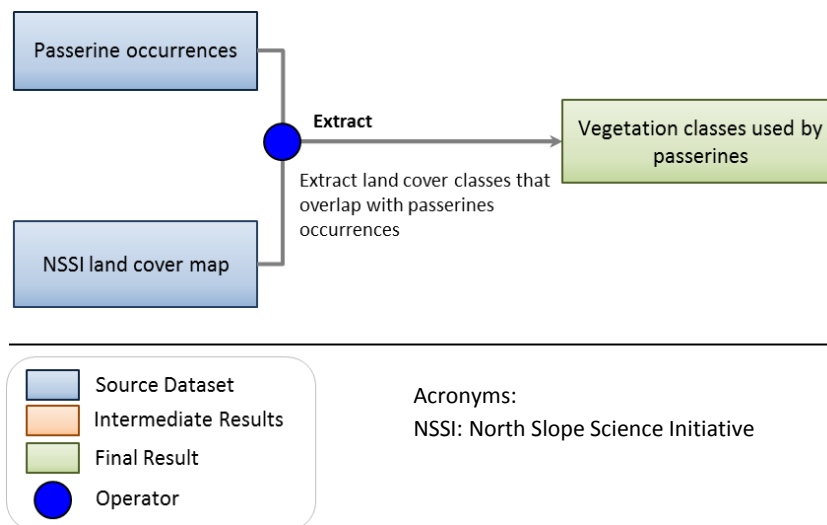 Passerine occurrences
Extract
Vegetation classes used by
passerines
Extract land cover classes that
overlap with passerines
occurrences
NSSI land cover map
Source Dataset
Intermediate Results
Final Result
Operator
Acronyms:
NSSI: North Slope Science Initiative